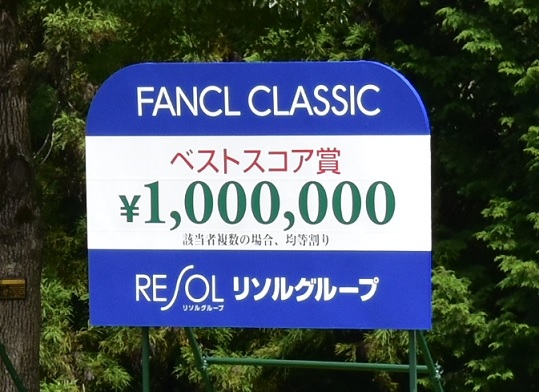 FANCL CLASSIC
ベストスコア賞
¥1,000,000
該当者複数の場合、均等割り
RESOL リソルグループ
リソルグループ